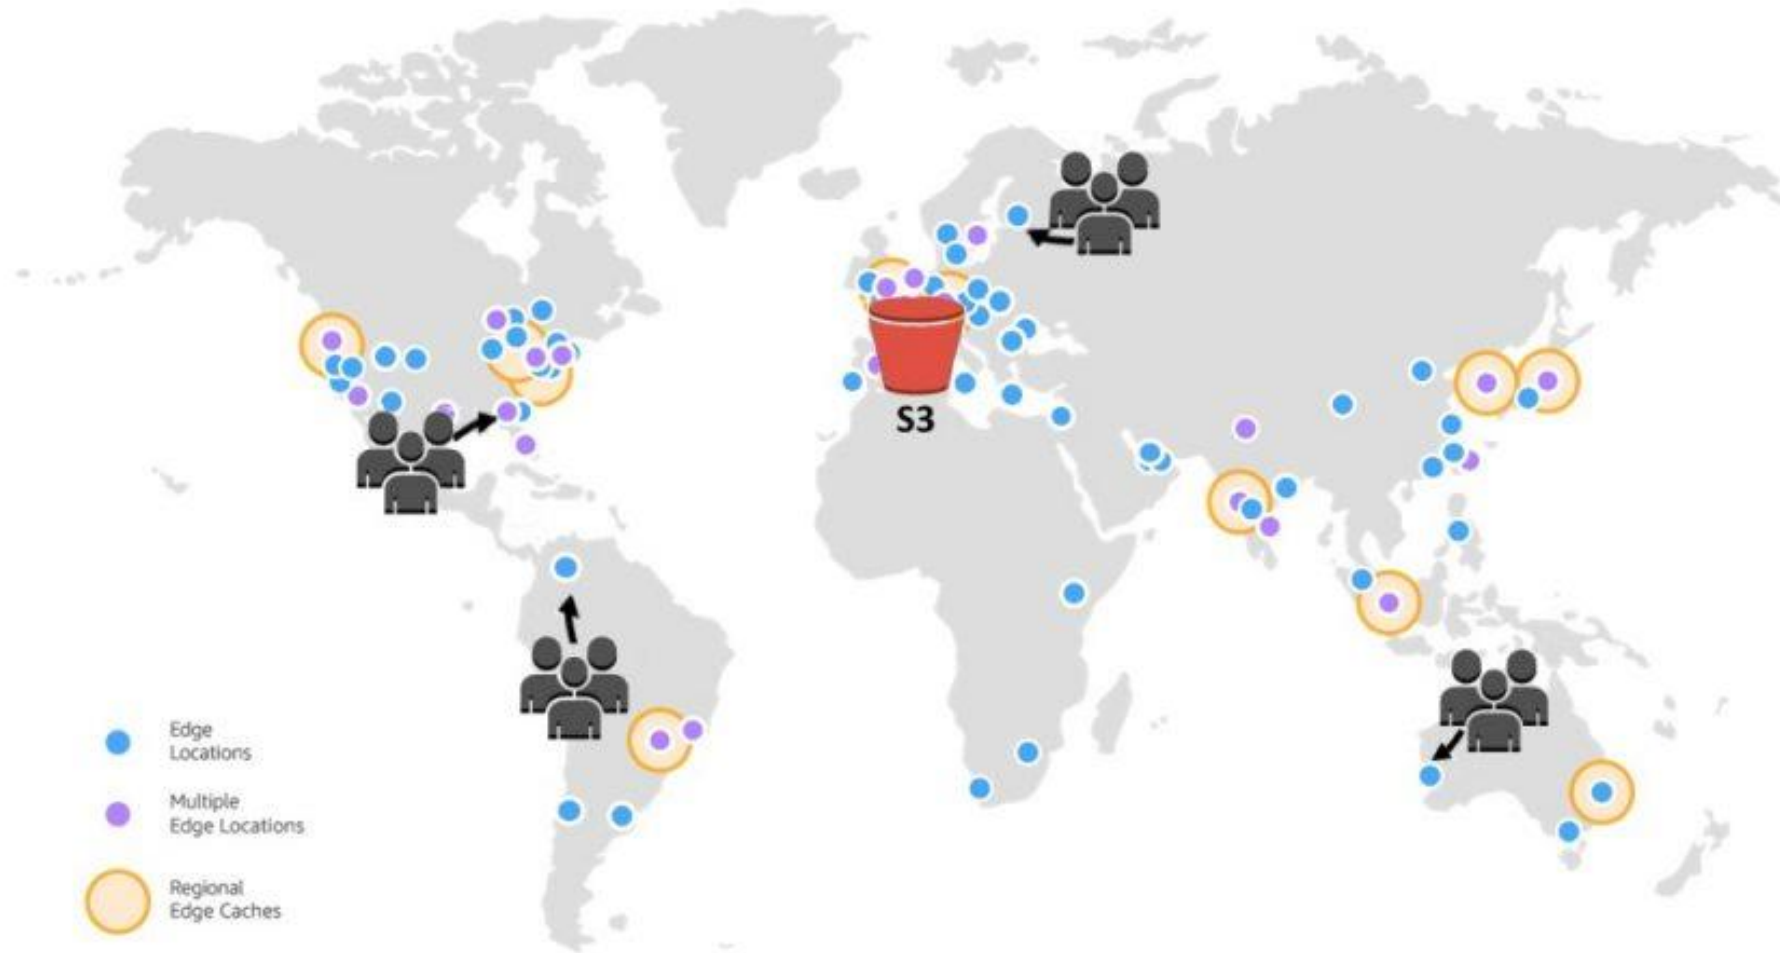 S3
Edge
Locations
Multiple
Edge Locations
Regional
Edge Caches